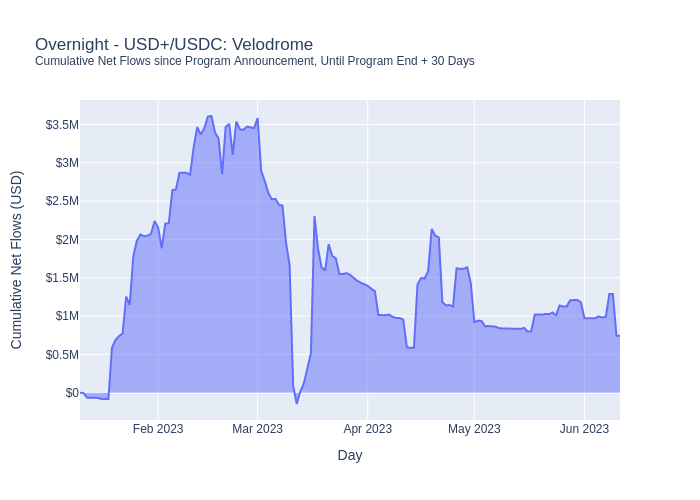 Overnight - USD+/USDC: Velodrome
Cumulative Net Flows since Program Announcement, Until Program End + 30 Days
Cumulative Net Flows (USD)
$3.5M
$3M
$2.5M
$2M
$1.5M
$1M
$0.5M
$0
Feb 2023 Mar 2023 Apr 2023 May 2023 Jun 2023
Day